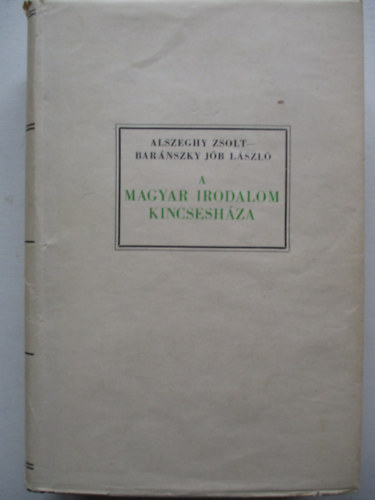 ALSZEGHY ZSOLT–
BARÁNSZKY JÓB LÁSZLÓ
A
MAGYAR IRODALOM
KINCSESHÁZA